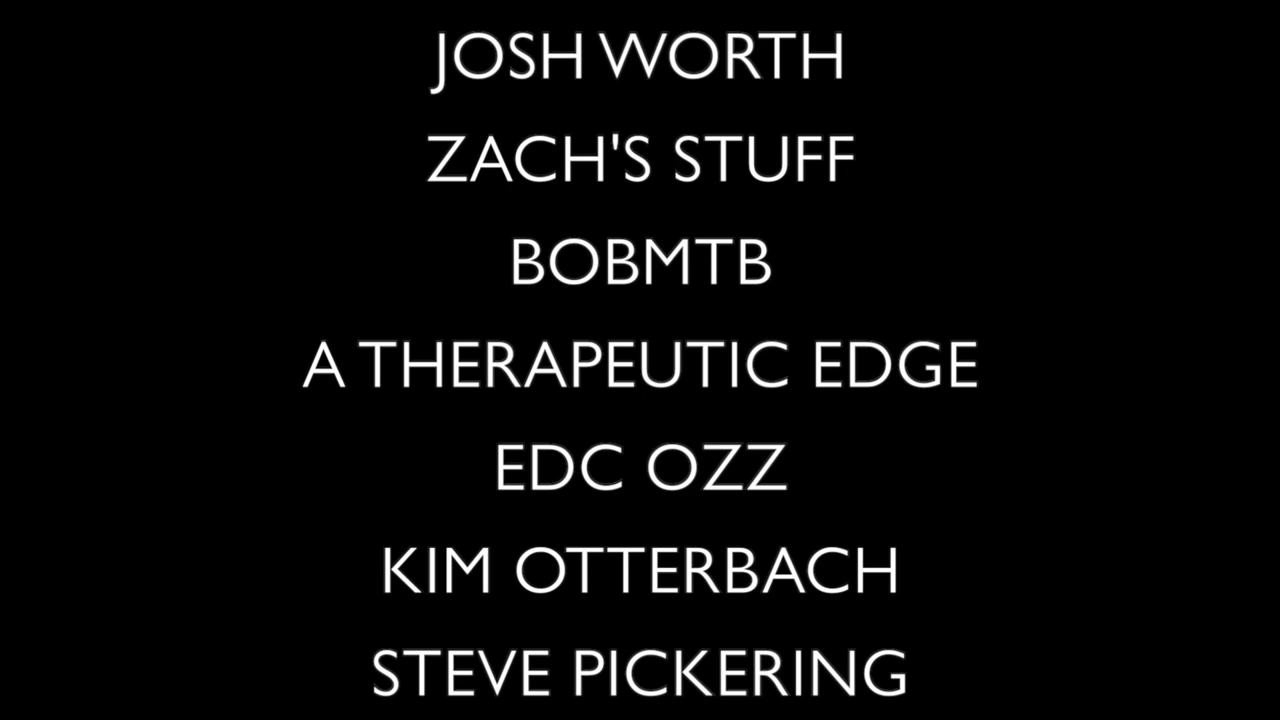 JOSH WORTH
ZACH'S STUFF
BOBMTB
A THERAPEUTIC EDGE
EDC OZZ
KIM OTTERBACH
STEVE PICKERING